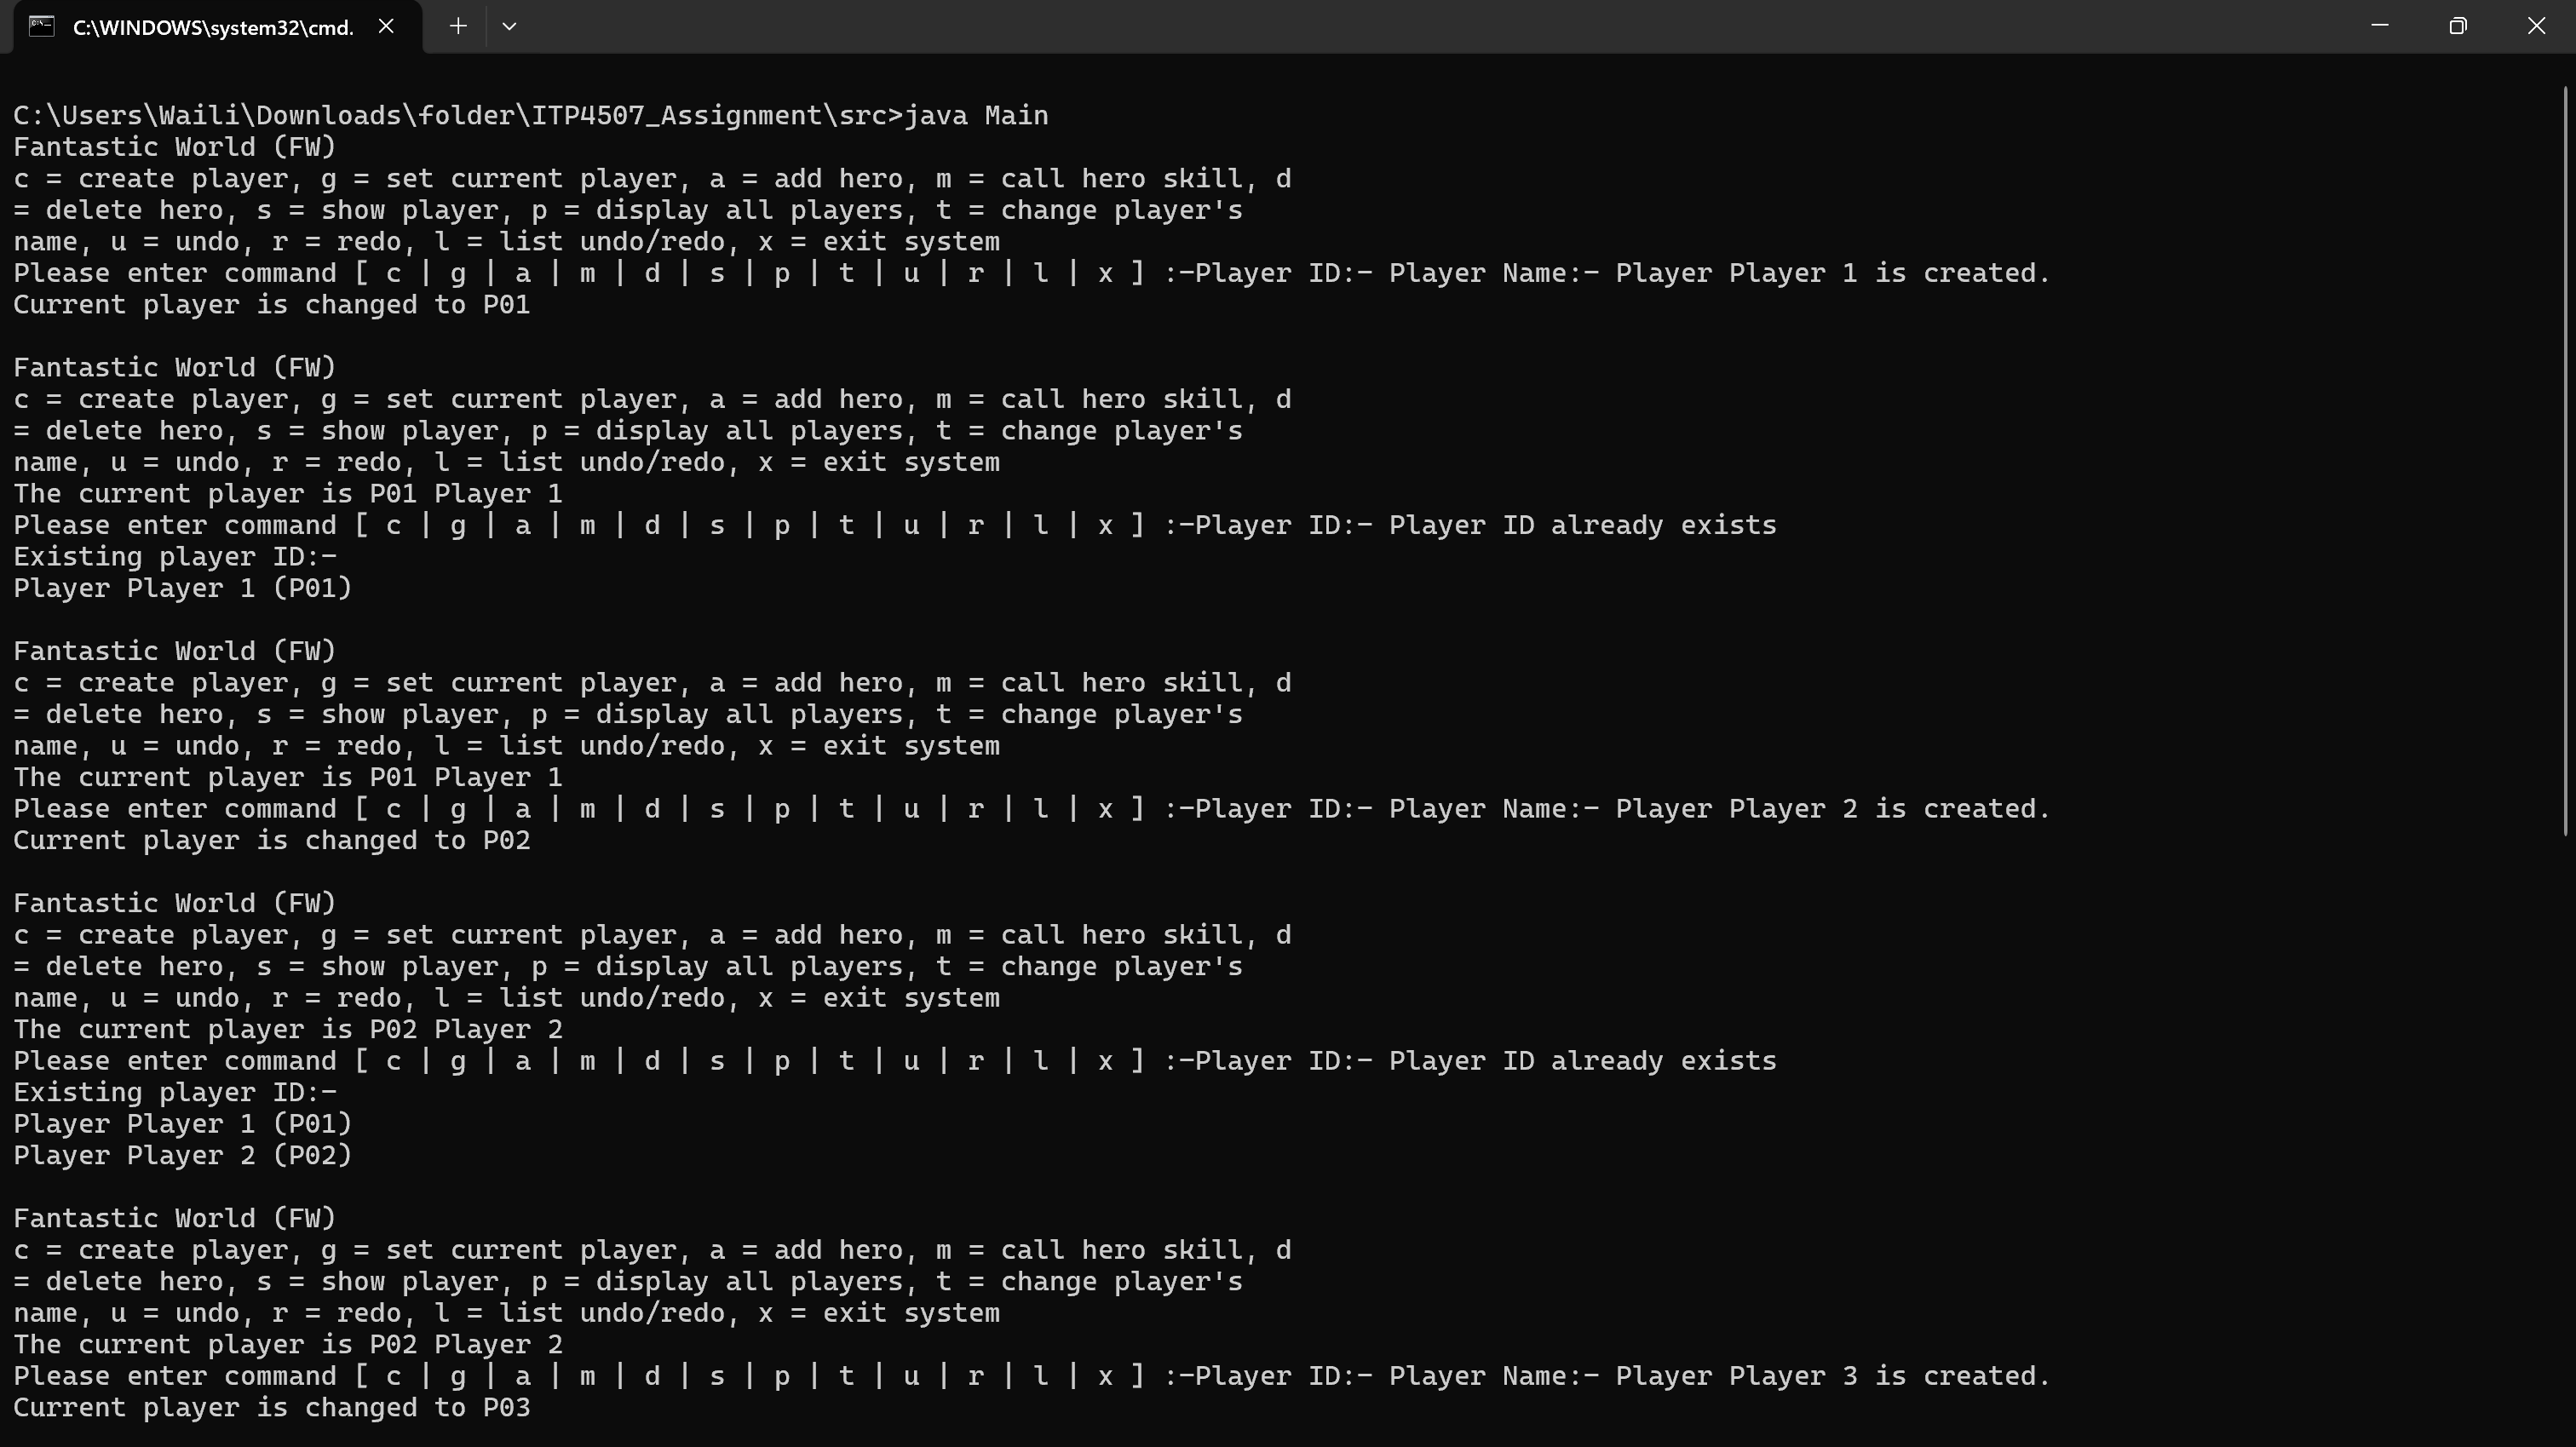 C:\WINDOWS\system32\cmd.
C:\Users\Waili\Downloads\folder\ITP4507_Assignment\src>java Main
Fantastic World (FW)
c = create player, g = set current player, a = add hero, m = call hero skill, d
= delete hero, s = show player, p = display all players, t = change player's
name, u = undo, r = redo, l = list undo/redo, x = exit system
Please enter command [ c | g | a | m | d | s | p | t | u | r | l | x ] :-Player ID:- Player Name:- Player Player 1 is created.
Current player is changed to P01
Fantastic World (FW)
c = create player, g = set current player, a = add hero, m = call hero skill, d
= delete hero, s = show player, p = display all players, t = change player's
name, u = undo, r = redo, l = list undo/redo, x = exit system
The current player is P01 Player 1
Please enter command [ c | g | a | m | d | s | p | t | u | r | l | x ] :-Player ID:- Player ID already exists
Existing player ID:-
Player Player 1 (P01)
Fantastic World (FW)
c = create player, g = set current player, a = add hero, m = call hero skill, d
= delete hero, s = show player, p = display all players, t = change player's
name, u = undo, r = redo, l = list undo/redo, x = exit system
The current player is P01 Player 1
Please enter command [ c | g | a | m | d | s | p | t | u | r | l | x ] :-Player ID:- Player Name:- Player Player 2 is created.
Current player is changed to P02
Fantastic World (FW)
c = create player, g = set current player, a = add hero, m = call hero skill, d
= delete hero, s = show player, p = display all players, t = change player's
name, u = undo, r = redo, l = list undo/redo, x = exit system
The current player is P02 Player 2
Please enter command [ c | g | a | m | d | s | p | t | u | r | l | x ] :-Player ID:- Player ID already exists
Existing player ID:-
Player Player 1 (P01)
Player Player 2 (P02)
Fantastic World (FW)
c = create player, g = set current player, a = add hero, m = call hero skill, d
= delete hero, s = show player, p = display all players, t = change player's
name, u = undo, r = redo, l = list undo/redo, x = exit system
The current player is P02 Player 2
Please enter command [ c | g | a | m | d | s | p | t | u | r | l | x ] :-Player ID:- Player Name:- Player Player 3 is created.
Current player is changed to P03